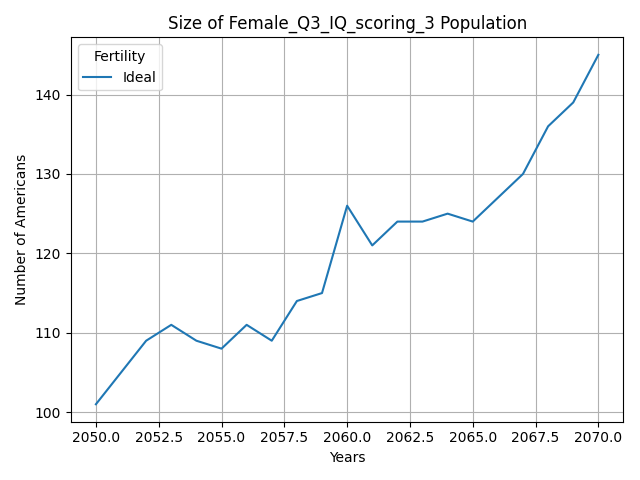 Size of Female_Q3_IQ_scoring_3 Population
Fertility
Ideal
Number of Americans
140
130
120
110
100
2050.0 2052.5 2055.0 2057.5 2060.0 2062.5 2065.0 2067.5 2070.0
Years